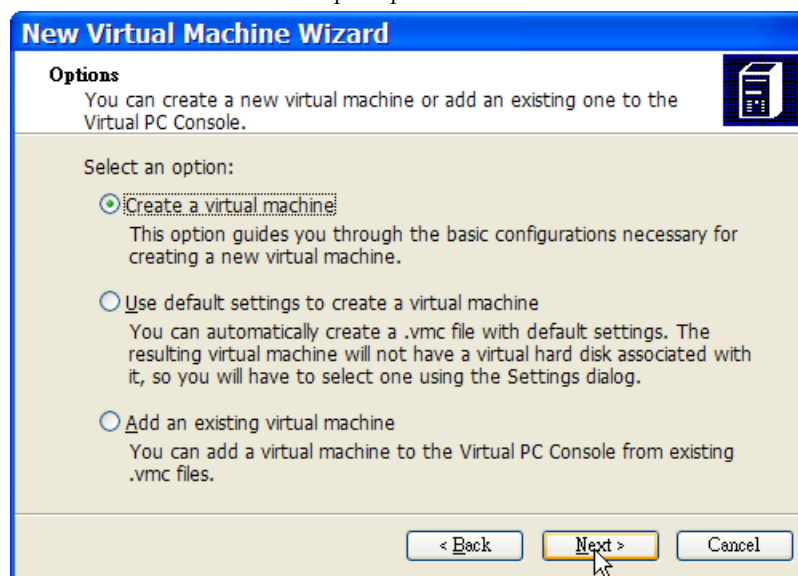 New Virtual Machine Wizard
Options
You can create a new virtual machine or add an existing one to the
Virtual PC Console.
Select an option:
Create a virtual machine
This option guides you through the basic configurations necessary for
creating a new virtual machine.
Use default settings to create a virtual machine
You can automatically create a .vmc file with default settings. The
resulting virtual machine will not have a virtual hard disk associated with
it, so you will have to select one using the Settings dialog.
Add an existing virtual machine
You can add a virtual machine to the Virtual PC Console from existing
.vmc files.
< Back
Next >
Cancel